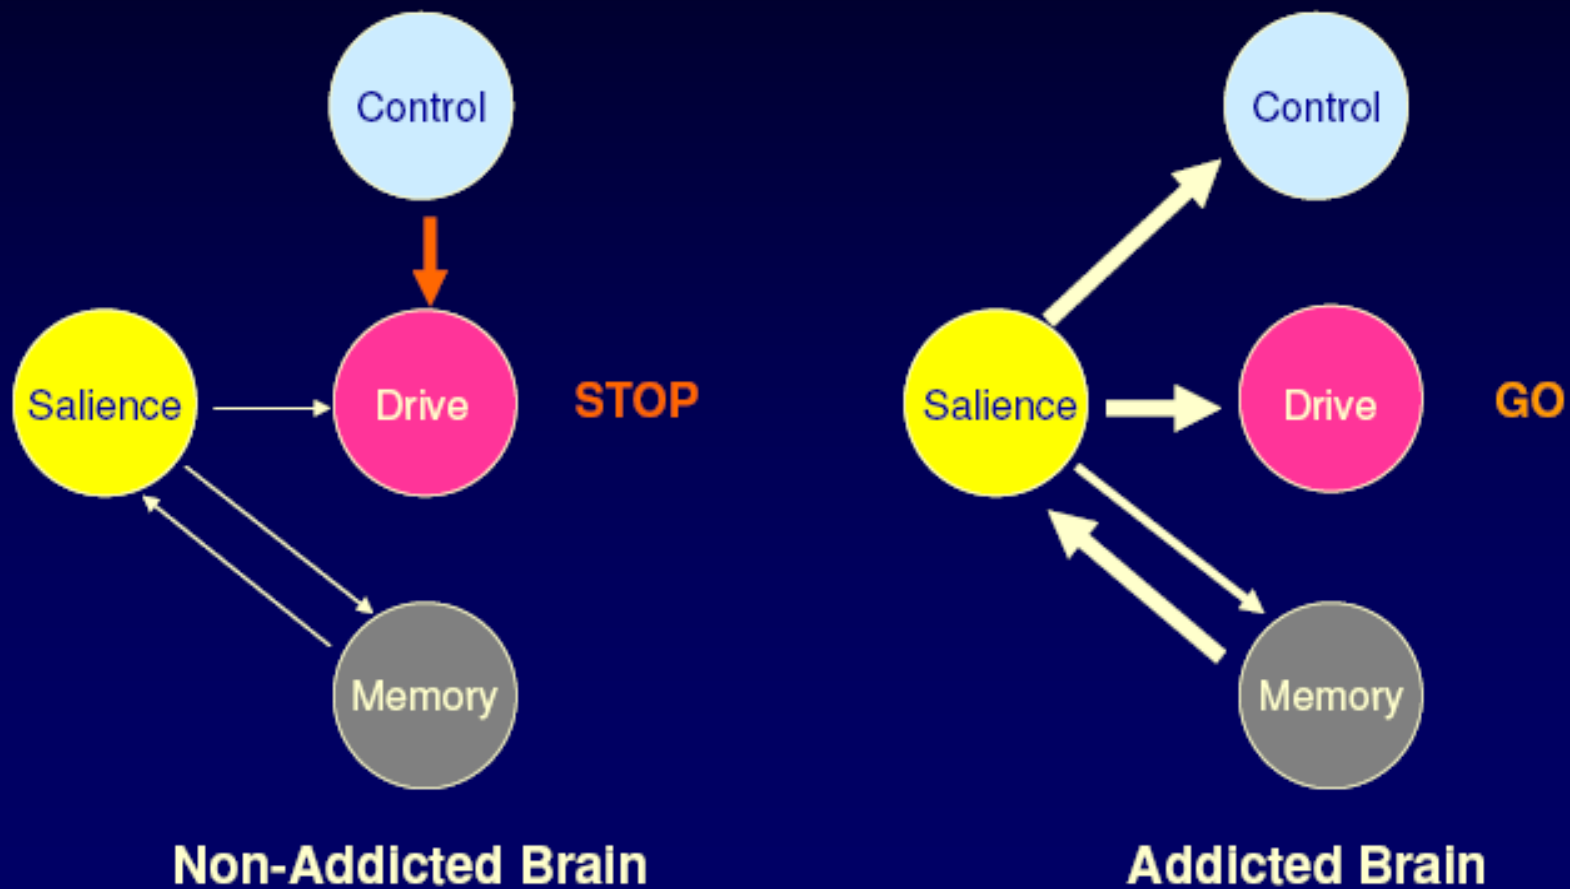 Control
Salience
Drive
STOP
Memory
Non-Addicted Brain
Control
Salience
Drive
GO
Memory
Addicted Brain